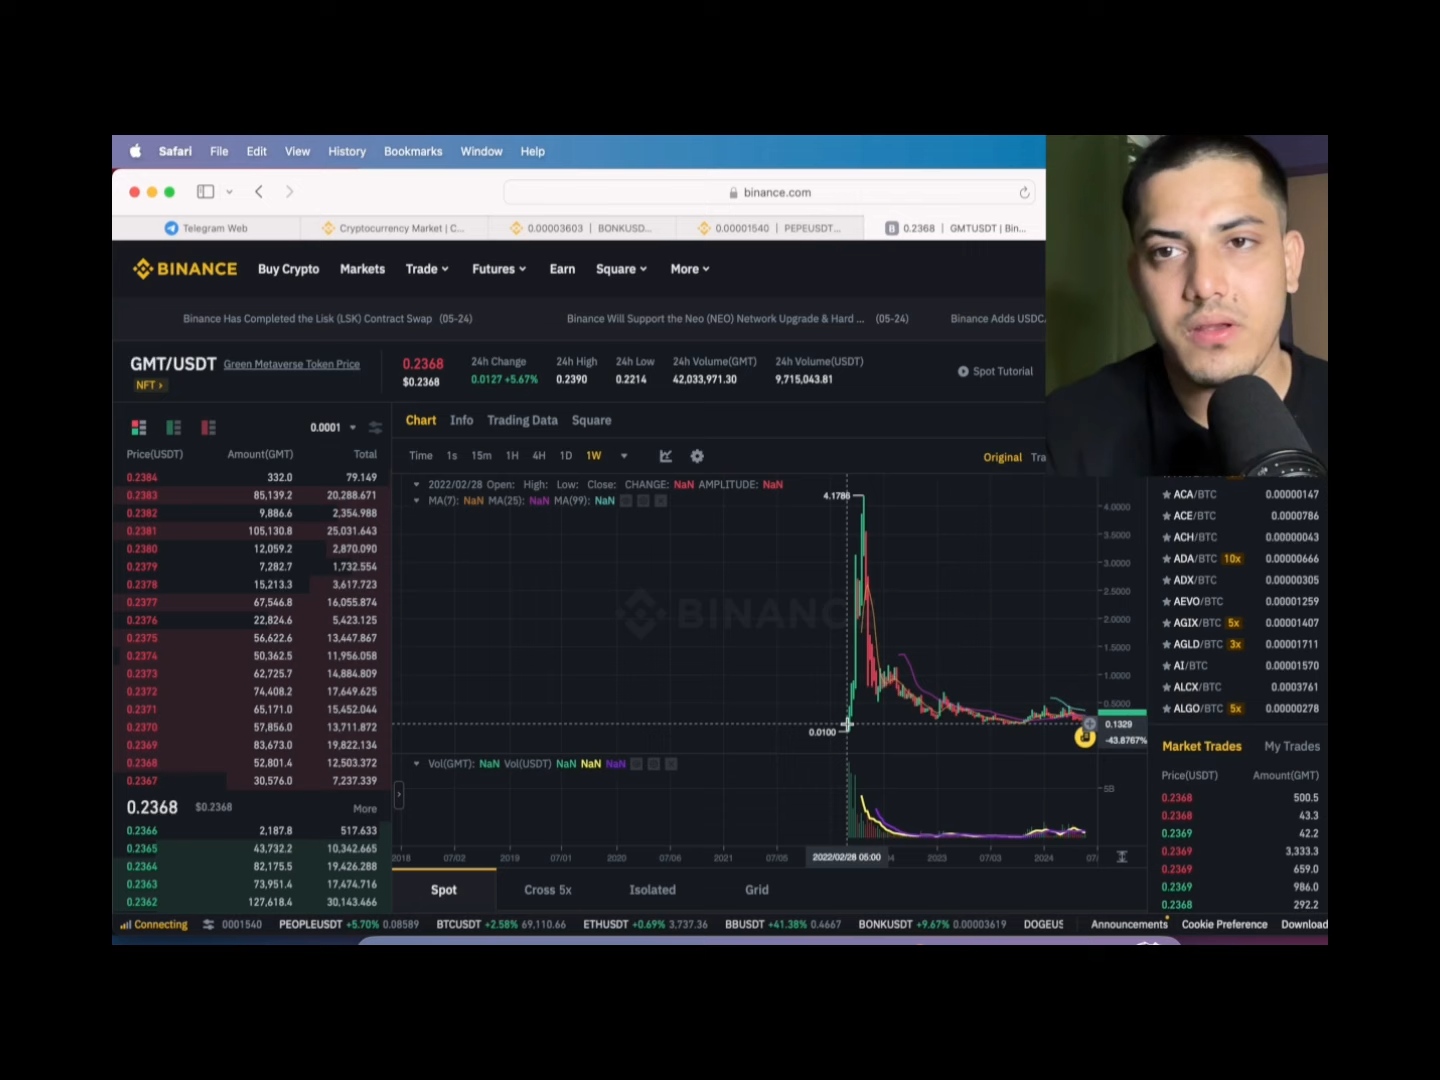 Safari File Edit View History Bookmarks Window Help
binance.com
Telegram Web Cryptocurrency Market | C... 0.00003603 | BONKUSD... 0.00001540 | PEPEUSDT... 0.2368 | GMTUSDT | Bin...
BINANCE Buy Crypto Markets Trade Futures Earn Square More
Binance Has Completed the Lisk (LSK) Contract Swap (05-24) Binance Will Support the Neo (NEO) Network Upgrade & Hard ... (05-24) Binance Adds USDC
GMT/USDT Green Metaverse Token Price 0.2368 24h Change 24h High 24h Low 24h Volume(GMT) 24h Volume(USDT) Spot Tutorial
NFT > $0.2368 0.0127 +5.67% 0.2390 0.2214 42,033,971.30 9,715,043.81
Chart Info Trading Data Square
0.0001
Price(USDT) Amount(GMT) Total
0.2384 332.0 79.149
0.2383 85,139.2 20,288.671
0.2382 9,886.6 2,354.988
0.2381 105,130.8 25,031.643
0.2380 12,059.2 2,870.090
0.2379 7,282.7 1,732.554
0.2378 15,213.3 3,617.723
0.2377 67,546.8 16,055.874
0.2376 22,824.6 5,423.125
0.2375 56,622.6 13,447.867
0.2374 50,362.5 11,956.058
0.2373 62,725.7 14,884.809
0.2372 74,408.2 17,649.625
0.2371 65,171.0 15,452.044
0.2370 57,856.0 13,711.872
0.2369 83,673.0 19,822.134
0.2368 52,801.4 12,503.372
0.2367 30,576.0 7,237.339
0.2368 $0.2368 More
0.2366 2,187.8 517.633
0.2365 43,732.2 10,342.665
0.2364 82,175.5 19,426.288
0.2363 73,951.4 17,474.716
0.2362 127,618.4 30,143.466
Time 1s 15m 1H 4H 1D 1W Original Tra
2022/02/28 Open: High: Low: Close: CHANGE: NaN AMPLITUDE: NaN
MA(7): NaN MA(25): NaN MA(99): NaN
4.1786
4.0000
3.5000
3.0000
2.5000
BINANC
2.0000
1.5000
1.0000
0.5000
0.1329
0.0100
-43.8767%
Vol(GMT): NaN Vol(USDT) NaN NaN NaN
5B
2018 07/02 2019 07/01 2020 07/06 2021 07/05 2022/02/28 05:00 2023 07/03 2024 07/
Spot Cross 5x Isolated Grid
ACA/BTC 0.00000147
ACE/BTC 0.0000786
ACH/BTC 0.00000043
ADA/BTC 10x 0.00000666
ADX/BTC 0.00000305
AEVO/BTC 0.00001259
AGIX/BTC 5x 0.00001407
AGLD/BTC 3x 0.00001711
AI/BTC 0.00001570
ALCX/BTC 0.0003761
ALGO/BTC 5x 0.00000278
Market Trades My Trades
Price(USDT) Amount(GMT)
0.2368 500.5
0.2368 43.3
0.2369 42.2
0.2369 3,333.3
0.2369 659.0
0.2369 986.0
0.2368 292.2
Connecting 0001540 PEOPLEUSDT +5.70% 0.08589 BTCUSDT +2.58% 69,110.66 ETHUSDT +0.69% 3,737.36 BBUSDT +41.38% 0.4667 BONKUSDT +9.67% 0.00003619 DOGEUS Announcements Cookie Preference Download